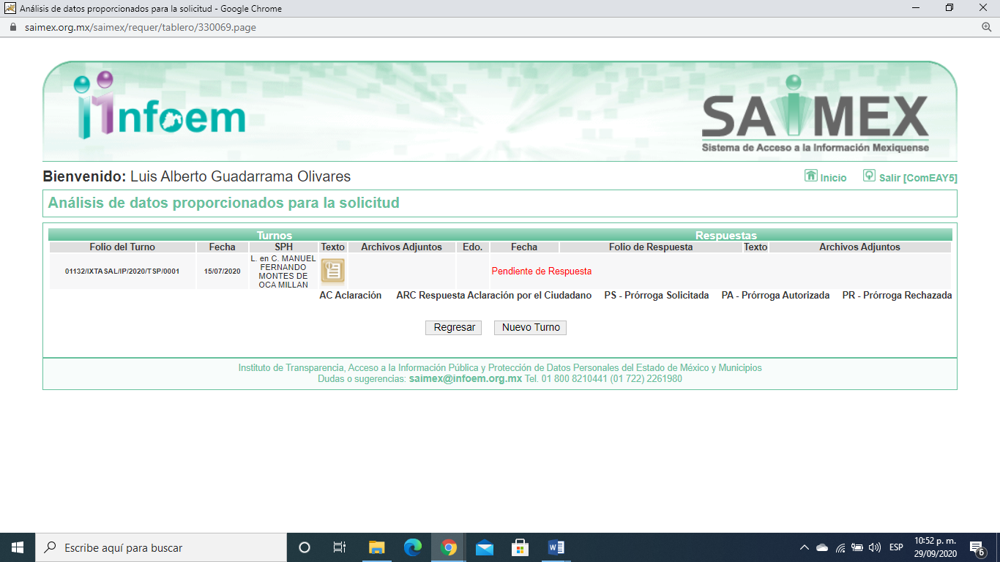 Análisis de datos proporcionados para la solicitud - Google Chrome
saimex.org.mx/saimex/requer/tablero/330069.page
infoem
SAIMEX
Sistema de Acceso a la Información Mexiquense
Bienvenido: Luis Alberto Guadarrama Olivares
Inicio Salir [ComEAY5]
Análisis de datos proporcionados para la solicitud
Turnos Respuestas
Folio del Turno Fecha SPH Texto Archivos Adjuntos Edo. Fecha Folio de Respuesta Texto Archivos Adjuntos
01132/IXTASAL/IP/2020/TSP/0001 15/07/2020 L. en C. MANUEL FERNANDO MONTES DE OCA MILLAN Pendiente de Respuesta
AC Aclaración ARC Respuesta Aclaración por el Ciudadano PS - Prórroga Solicitada PA - Prórroga Autorizada PR - Prórroga Rechazada
Regresar Nuevo Turno
Instituto de Transparencia, Acceso a la Información Pública y Protección de Datos Personales del Estado de México y Municipios
Dudas o sugerencias: saimex@infoem.org.mx Tel. 01 800 8210441 (01 722) 2261980
Escribe aquí para buscar
ESP
10:52 p. m.
29/09/2020
6